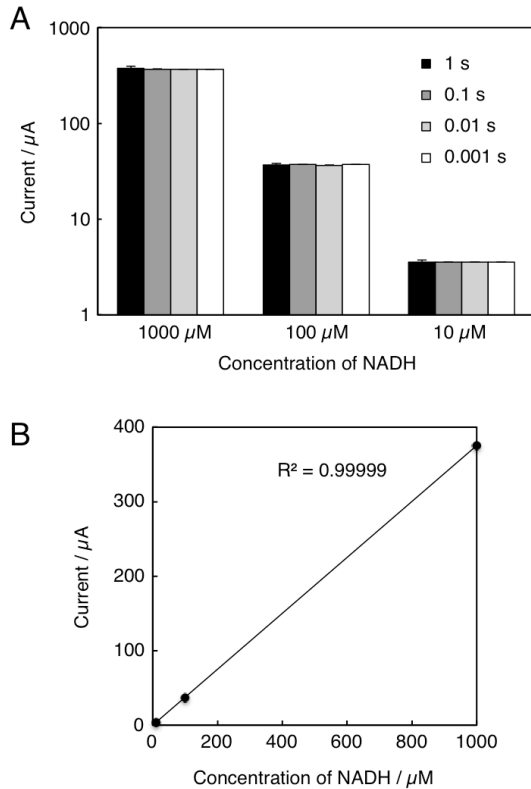 A
1000
100
10
1
Current / µA
1 s
0.1 s
0.01 s
0.001 s
1000 µM
100 µM
10 µM
Concentration of NADH
B
400
300
200
100
0
Current / µA
R² = 0.99999
0
200
400
600
800
1000
Concentration of NADH / µM